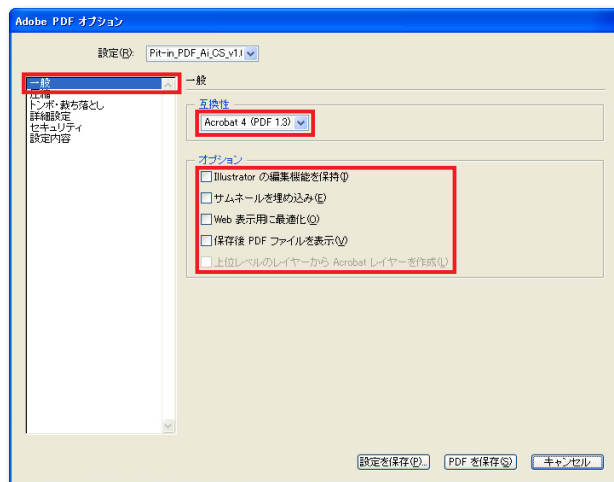 Adobe PDF オプション
設定(R): Pit-in_PDF_Ai_CS_v1.
一般
圧縮
トンボ・裁ち落とし
詳細設定
セキュリティ
設定内容
一般
互換性
Acrobat 4 (PDF 1.3)
オプション
Illustrator の編集機能を保持(I)
サムネールを埋め込み(E)
Web 表示用に最適化(O)
保存後 PDF ファイルを表示(V)
上位レベルのレイヤーから Acrobat レイヤーを作成(L)
設定を保存(P)... PDF を保存(S) キャンセル